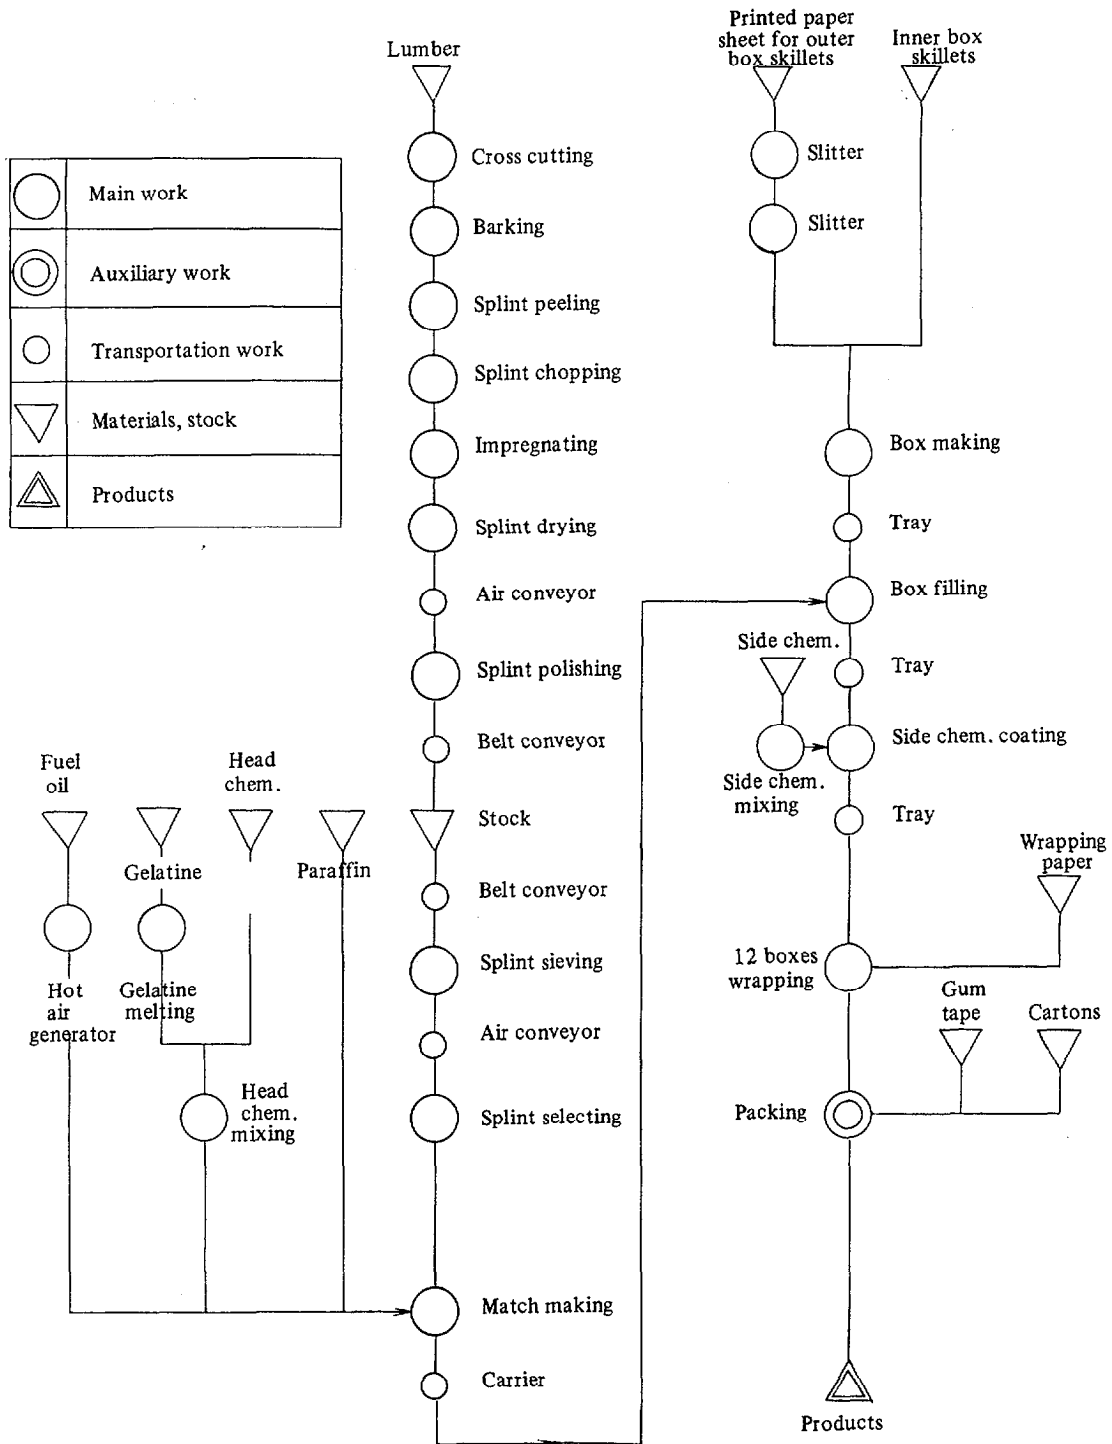 Main work
Auxiliary work
Transportation work
Materials, stock
Products
Lumber
Cross cutting
Barking
Splint peeling
Splint chopping
Impregnating
Splint drying
Air conveyor
Splint polishing
Belt conveyor
Stock
Belt conveyor
Splint sieving
Air conveyor
Splint selecting
Match making
Carrier
Fuel
oil
Hot
air
generator
Gelatine
Gelatine
melting
Head
chem.
Head
chem.
mixing
Paraffin
Printed paper
sheet for outer
box skillets
Inner box
skillets
Slitter
Slitter
Box making
Tray
Box filling
Tray
Side chem.
Side chem.
mixing
Side chem. coating
Tray
Wrapping
paper
12 boxes
wrapping
Gum
tape
Cartons
Packing
Products